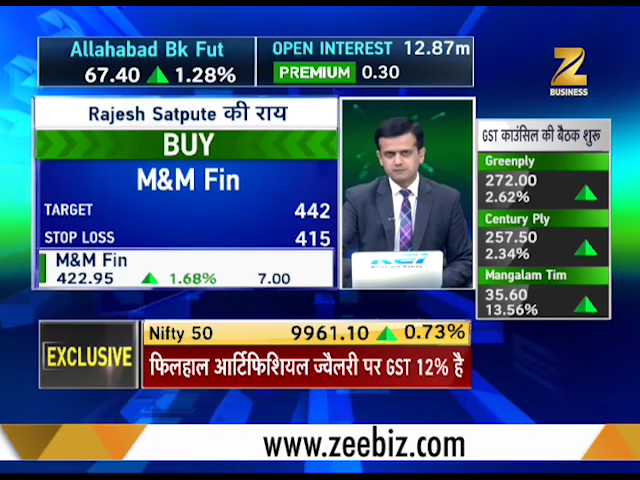 Allahabad Bk Fut
67.40 1.28%
OPEN INTEREST 12.87m
PREMIUM 0.30
Z
BUSINESS
Rajesh Satpute की राय
BUY
M&M Fin
TARGET 442
STOP LOSS 415
M&M Fin
422.95 1.68% 7.00
GST काउंसिल की बैठक शुरू
Greenply
272.00
2.62%
Century Ply
257.50
2.34%
Mangalam Tim
35.60
13.56%
Nifty 50 9961.10 0.73%
EXCLUSIVE
फिलहाल आर्टिफिशियल ज्वैलरी पर GST 12% है
www.zeebiz.com